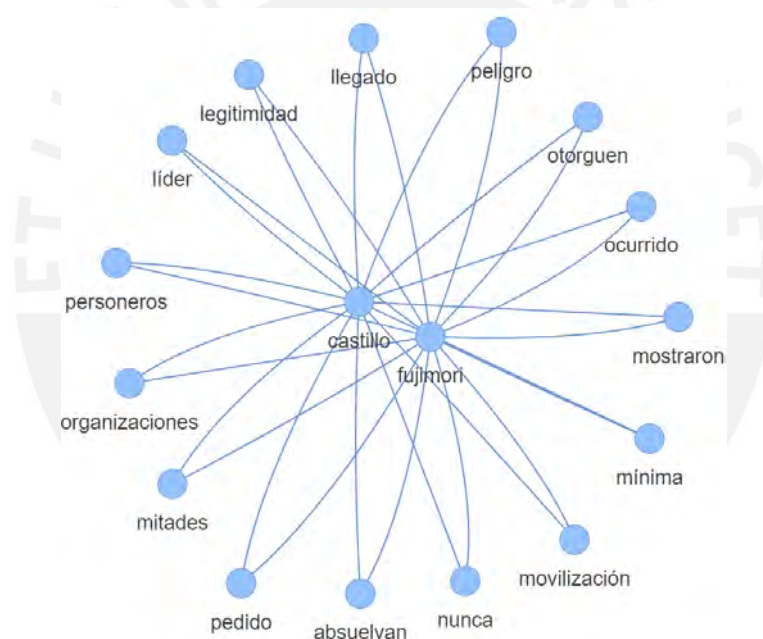 llegado
peligro
legitimidad
otorguen
líder
ocurrido
personeros
castillo
mostraron
fujimori
organizaciones
mínima
mitades
movilización
pedido
absuelvan
nunca